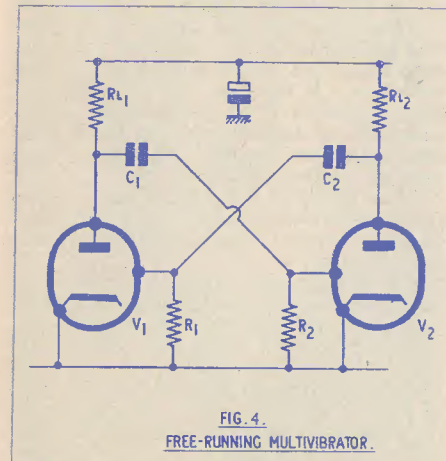 RL1
RL2
C1
C2
V1
R1
R2
V2
FIG. 4.
FREE-RUNNING MULTIVIBRATOR.